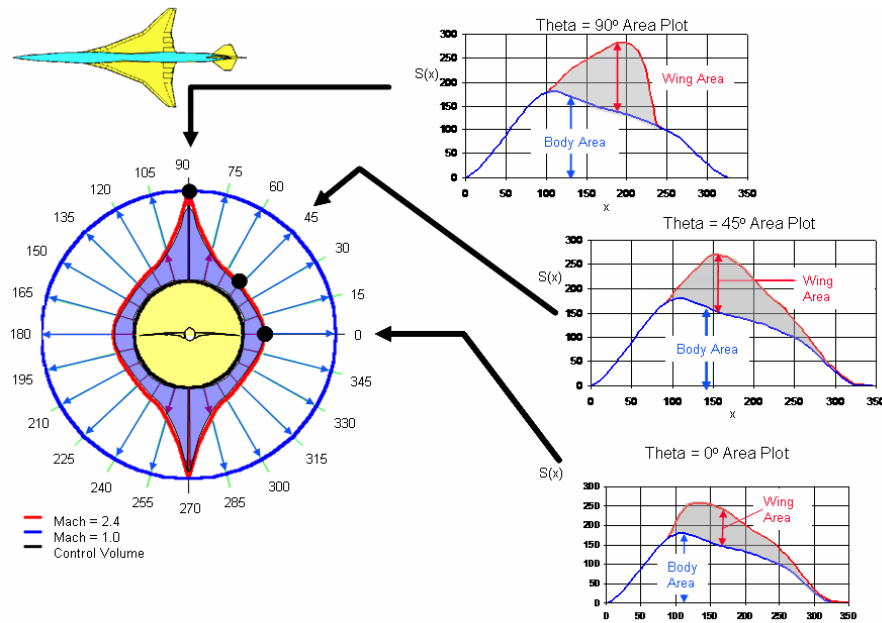 Theta = 90º Area Plot
S(x)
300
250
200
150
100
50
0
Wing Area
Body Area
0 50 100 150 200 250 300 350
x
90
105
75
120
60
135
45
150
30
165
15
180
0
195
345
210
330
225
315
240
300
255
285
270
Mach = 2.4
Mach = 1.0
Control Volume
Theta = 45º Area Plot
S(x)
300
250
200
150
100
50
0
Wing
Area
Body Area
0 50 100 150 200 250 300 350
x
Theta = 0º Area Plot
S(x)
300
250
200
150
100
50
0
Wing
Area
Body
Area
0 50 100 150 200 250 300 350